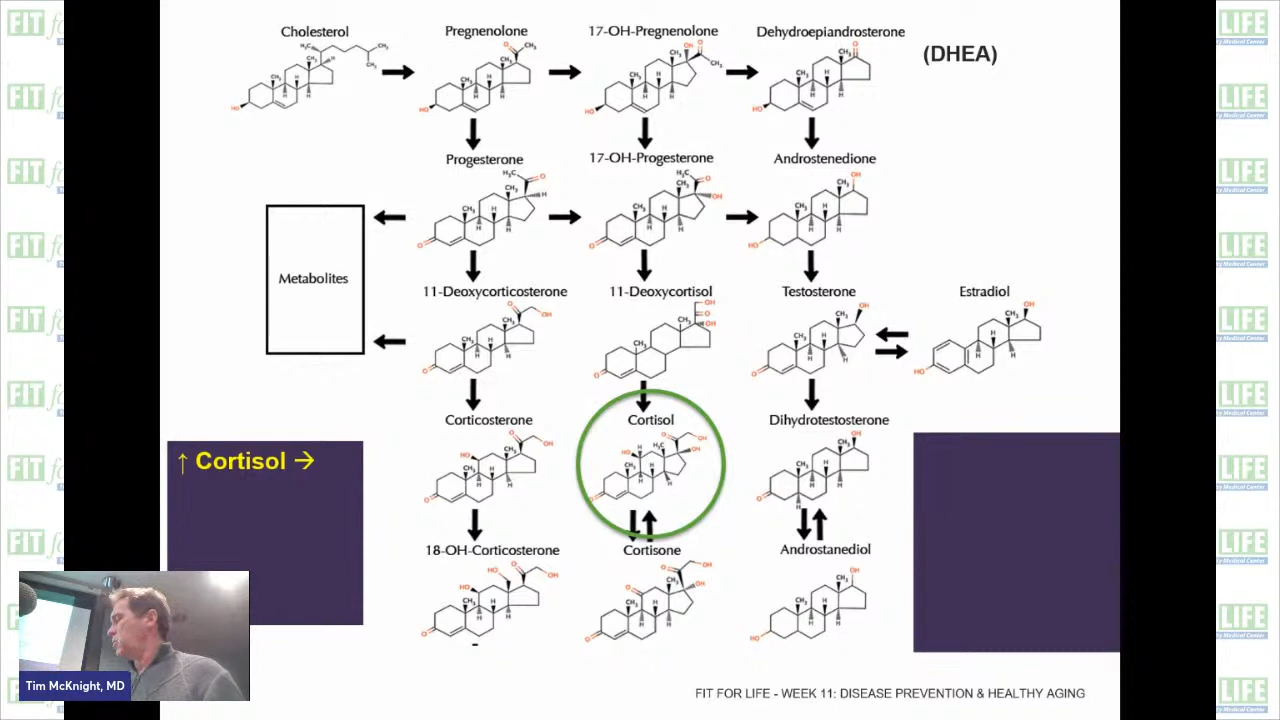 Cholesterol
Pregnenolone
17-OH-Pregnenolone
Dehydroepiandrosterone
(DHEA)
Progesterone
17-OH-Progesterone
Androstenedione
Metabolites
11-Deoxycorticosterone
11-Deoxycortisol
Testosterone
Estradiol
Corticosterone
Cortisol
Dihydrotestosterone
↑ Cortisol →
18-OH-Corticosterone
Cortisone
Androstanediol
Tim McKnight, MD
FIT FOR LIFE - WEEK 11: DISEASE PREVENTION & HEALTHY AGING